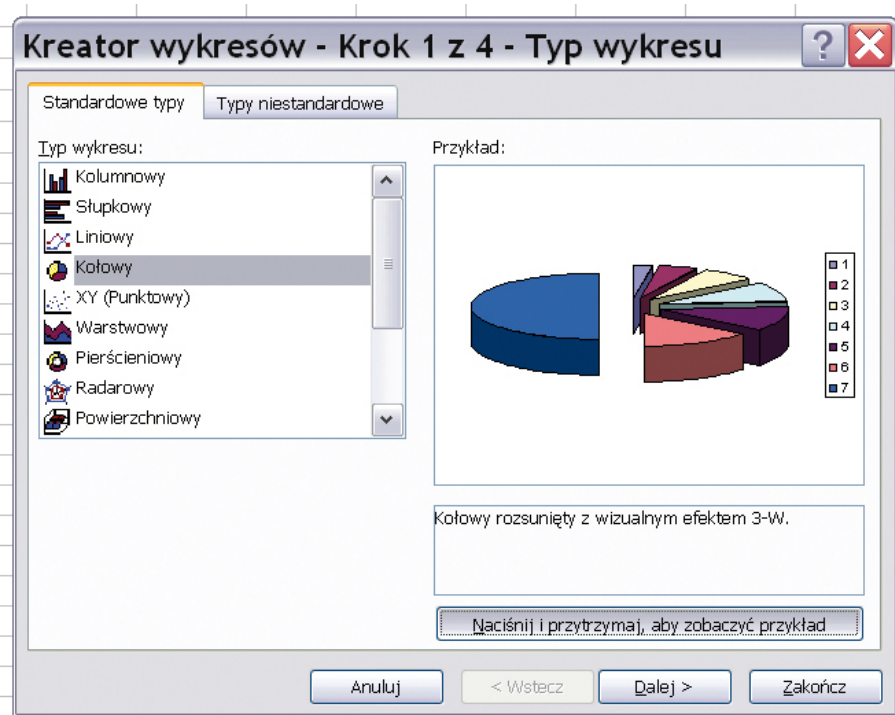 Kreator wykresów - Krok 1 z 4 - Typ wykresu
Standardowe typy
Typy niestandardowe
Typ wykresu:
Kolumnowy
Słupkowy
Liniowy
Kołowy
XY (Punktowy)
Warstwowy
Pierścieniowy
Radarowy
Powierzchniowy
Przykład:
1
2
3
4
5
6
7
Kołowy rozsunięty z wizualnym efektem 3-W.
Naciśnij i przytrzymaj, aby zobaczyć przykład
Anuluj
< Wstecz
Dalej >
Zakończ